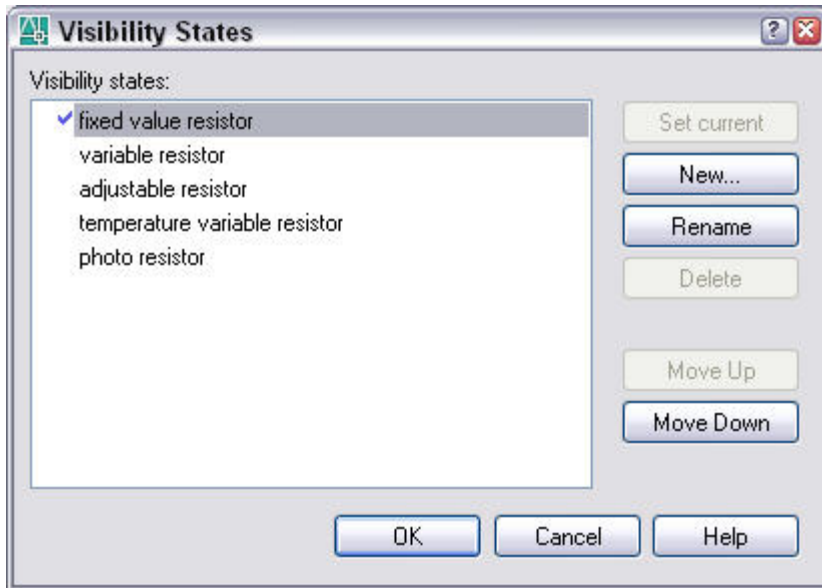 Visibility States
Visibility states:
fixed value resistor
variable resistor
adjustable resistor
temperature variable resistor
photo resistor
Set current
New...
Rename
Delete
Move Up
Move Down
OK
Cancel
Help